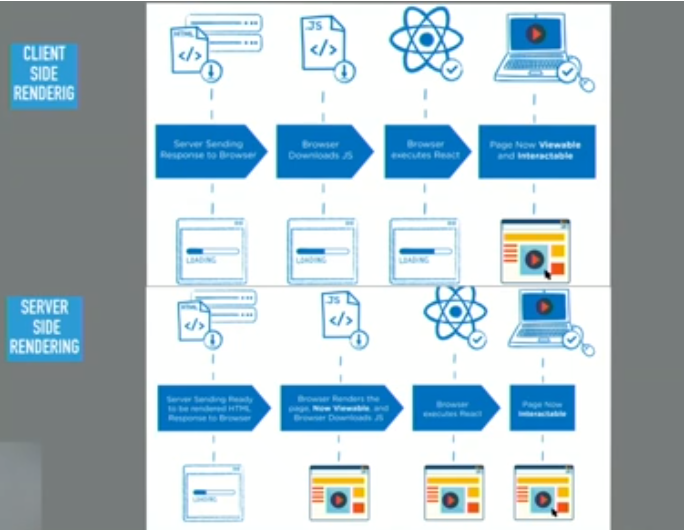 CLIENT
SIDE
RENDERIG
HTML
</>
.JS
</>
Server Sending
Response to Browser
Browser
Downloads JS
Browser
executes React
Page Now Viewable
and Interactable
LOADING
LOADING
LOADING
SERVER
SIDE
RENDERING
HTML
</>
JS
</>
Server Sending Ready
to be rendered HTML
Response to Browser
Browser Renders the
page, Now Viewable, and
Browser Downloads JS
Browser
executes React
Page Now
Interactable
LOADING